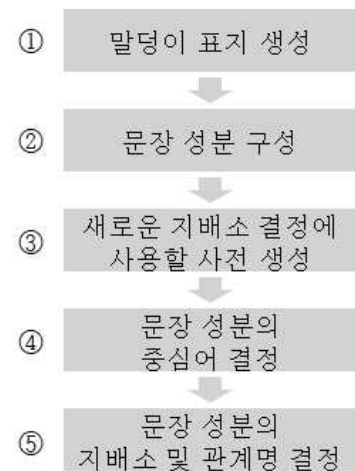 ① 말덩이 표지 생성
② 문장 성분 구성
③ 새로운 지배소 결정에
사용할 사전 생성
④ 문장 성분의
중심어 결정
⑤ 문장 성분의
지배소 및 관계명 결정